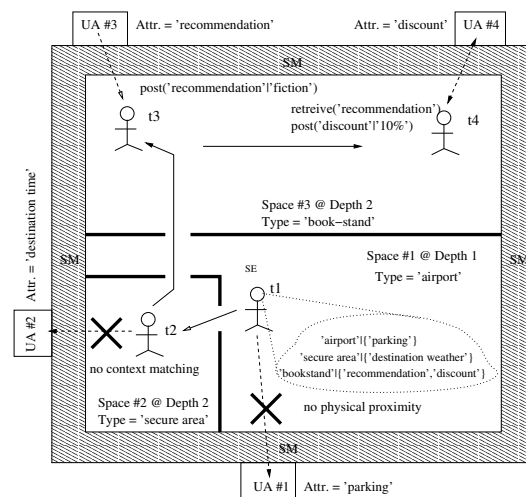 UA #3
Attr. = 'recommendation'
Attr. = 'discount'
UA #4
SM
post('recommendation'|'fiction')
t3
retreive('recommendation')
post('discount'|'10%')
t4
Space #3 @ Depth 2
Type = 'book-stand'
Attr. = 'destination time'
SM
SM
UA #2
Space #1 @ Depth 1
Type = 'airport'
SE
t1
t2
no context matching
'airport'|{'parking'}
'secure area'|{'destination weather'}
'bookstand'|{'recommendation','discount'}
Space #2 @ Depth 2
Type = 'secure area'
no physical proximity
SM
UA #1
Attr. = 'parking'